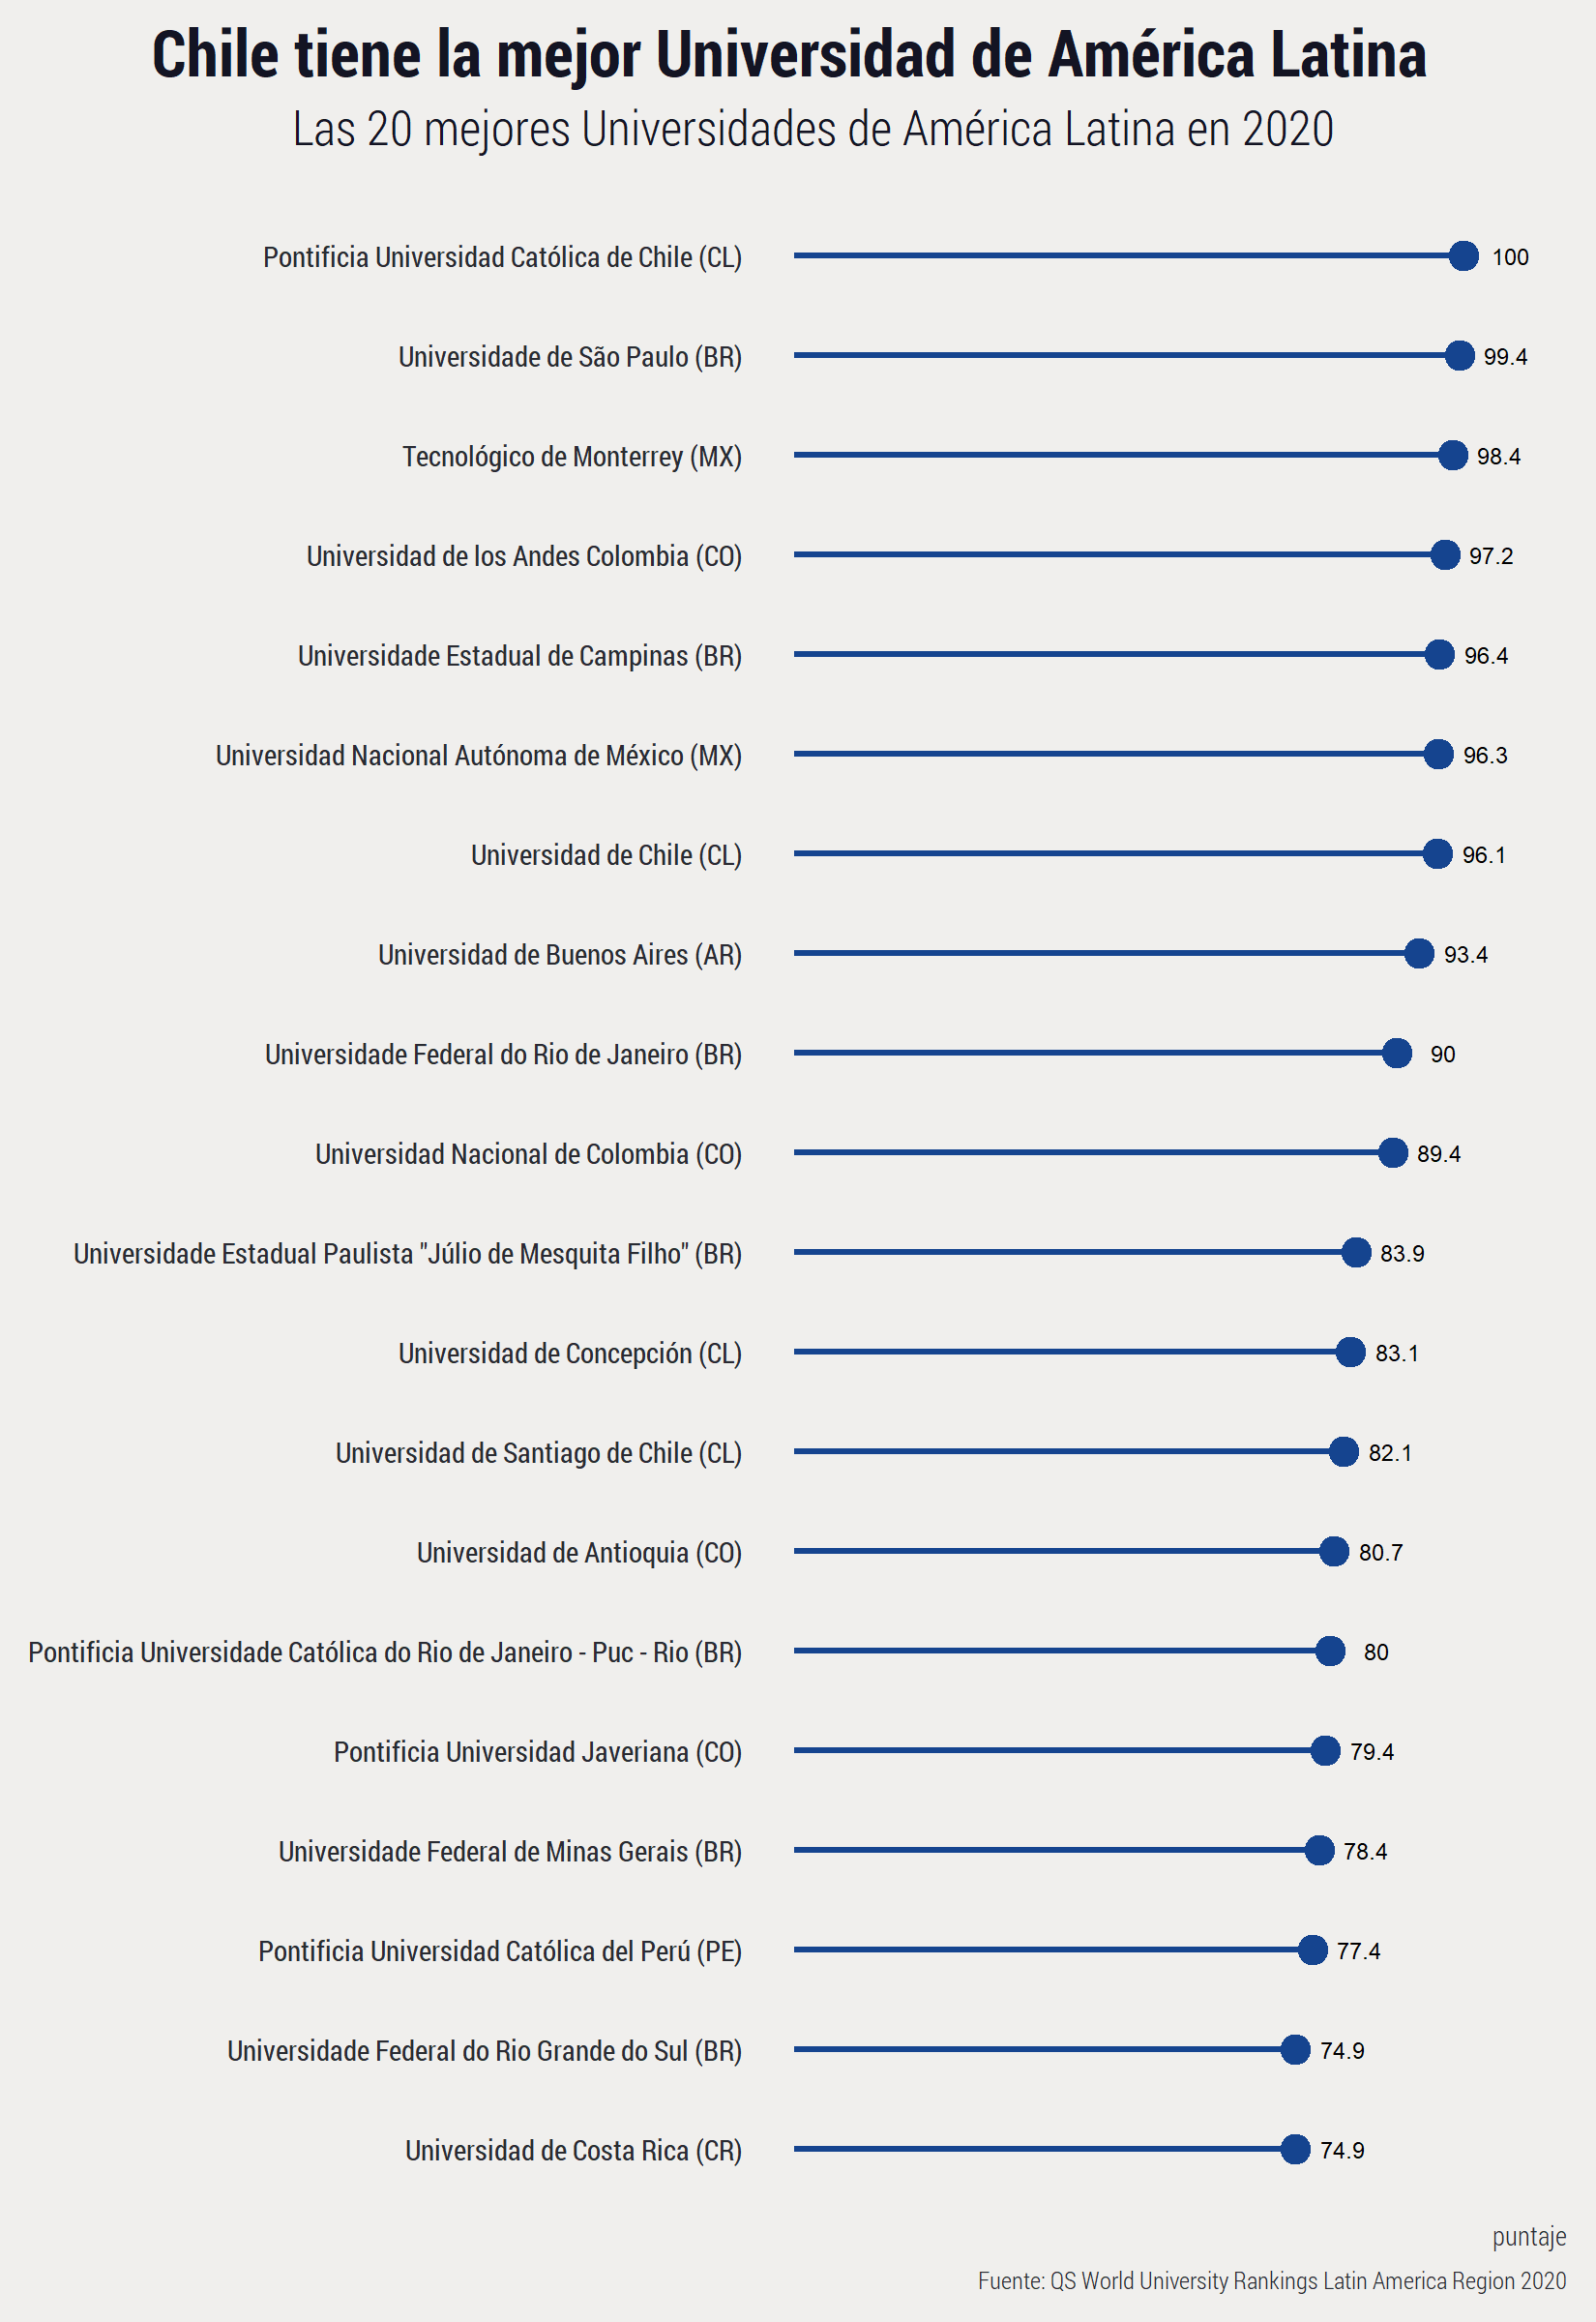 Chile tiene la mejor Universidad de América Latina
Las 20 mejores Universidades de América Latina en 2020
Pontificia Universidad Católica de Chile (CL) 100
Universidade de São Paulo (BR) 99.4
Tecnológico de Monterrey (MX) 98.4
Universidad de los Andes Colombia (CO) 97.2
Universidade Estadual de Campinas (BR) 96.4
Universidad Nacional Autónoma de México (MX) 96.3
Universidad de Chile (CL) 96.1
Universidad de Buenos Aires (AR) 93.4
Universidade Federal do Rio de Janeiro (BR) 90
Universidad Nacional de Colombia (CO) 89.4
Universidade Estadual Paulista "Júlio de Mesquita Filho" (BR) 83.9
Universidad de Concepción (CL) 83.1
Universidad de Santiago de Chile (CL) 82.1
Universidad de Antioquia (CO) 80.7
Pontificia Universidade Católica do Rio de Janeiro - Puc - Rio (BR) 80
Pontificia Universidad Javeriana (CO) 79.4
Universidade Federal de Minas Gerais (BR) 78.4
Pontificia Universidad Católica del Perú (PE) 77.4
Universidade Federal do Rio Grande do Sul (BR) 74.9
Universidad de Costa Rica (CR) 74.9
puntaje
Fuente: QS World University Rankings Latin America Region 2020